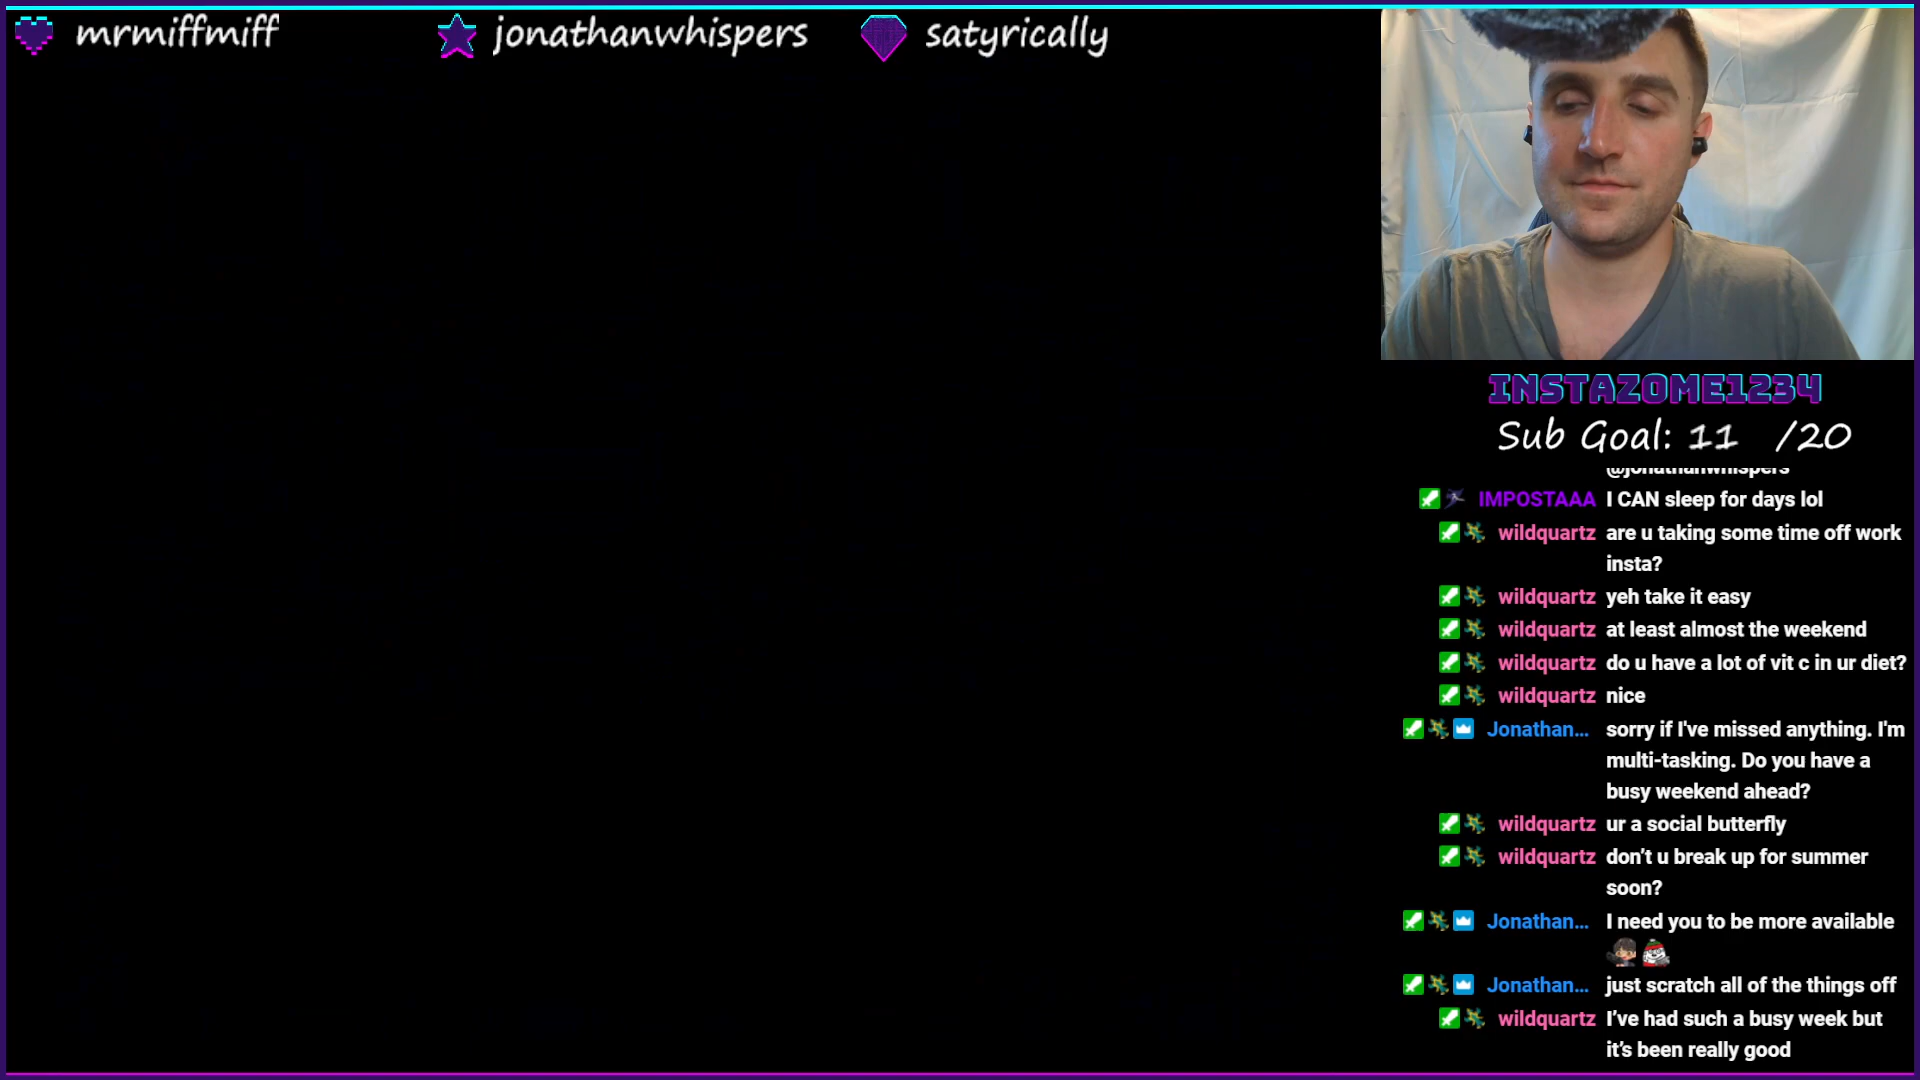 mrmiffmiff
jonathanwhispers
satyrically
INSTAZOME1234
Sub Goal: 11 /20
@jonathanwhispers
IMPOSTAAA I CAN sleep for days lol
wildquartz are u taking some time off work
insta?
wildquartz yeh take it easy
wildquartz at least almost the weekend
wildquartz do u have a lot of vit c in ur diet?
wildquartz nice
Jonathan... sorry if I've missed anything. I'm
multi-tasking. Do you have a
busy weekend ahead?
wildquartz ur a social butterfly
wildquartz don't u break up for summer
soon?
Jonathan... I need you to be more available
Jonathan... just scratch all of the things off
wildquartz I've had such a busy week but
it's been really good